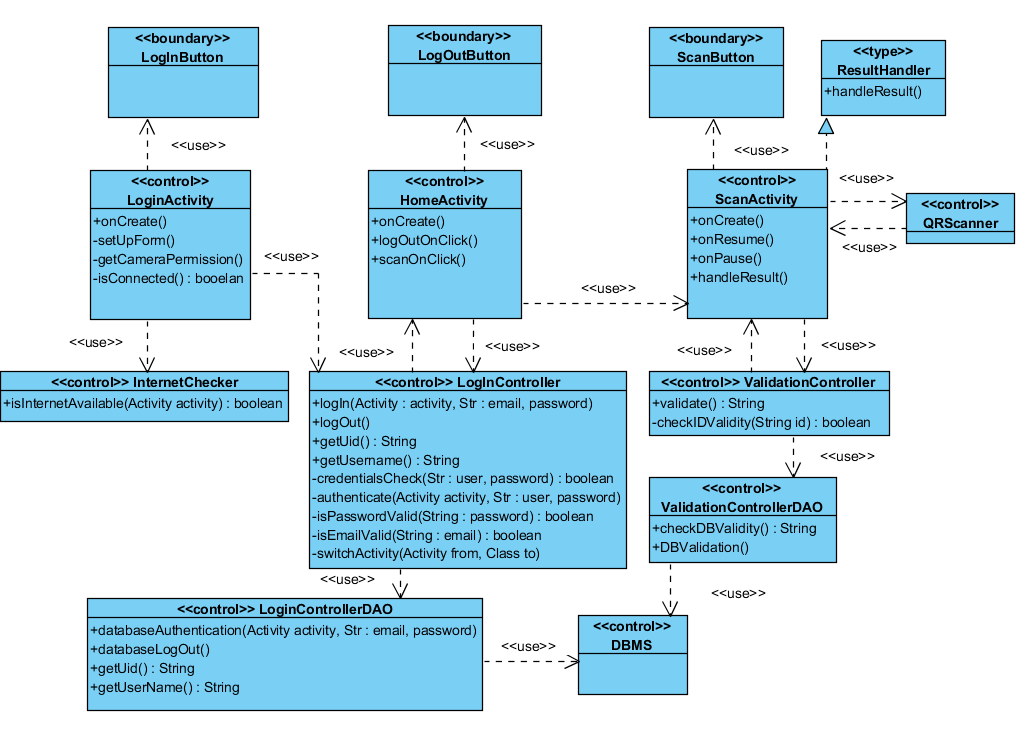 <<boundary>>
LogInButton
<<boundary>>
LogOutButton
<<boundary>>
ScanButton
<<type>>
ResultHandler
+handleResult()
<<use>>
<<use>>
<<use>>
<<control>>
LoginActivity
+onCreate()
-setUpForm()
-getCameraPermission()
-isConnected() : booelan
<<control>>
HomeActivity
+onCreate()
+logOutOnClick()
+scanOnClick()
<<control>>
ScanActivity
+onCreate()
+onResume()
+onPause()
+handleResult()
<<use>>
<<control>>
QRScanner
<<use>>
<<use>>
<<use>>
<<use>>
<<use>>
<<use>>
<<use>>
<<use>>
<<control>> InternetChecker
+isInternetAvailable(Activity activity) : boolean
<<control>> LogInController
+logIn(Activity : activity, Str : email, password)
+logOut()
+getUid() : String
+getUsername() : String
-credentialsCheck(Str : user, password) : boolean
-authenticate(Activity activity, Str : user, password)
-isPasswordValid(String : password) : boolean
-isEmailValid(String : email) : boolean
-switchActivity(Activity from, Class to)
<<control>> ValidationController
+validate() : String
-checkIDValidity(String id) : boolean
<<use>>
<<control>>
ValidationControllerDAO
+checkDBValidity() : String
+DBValidation()
<<use>>
<<use>>
<<control>> LoginControllerDAO
+databaseAuthentication(Activity activity, Str : email, password)
+databaseLogOut()
+getUid() : String
+getUserName() : String
<<use>>
<<control>>
DBMS